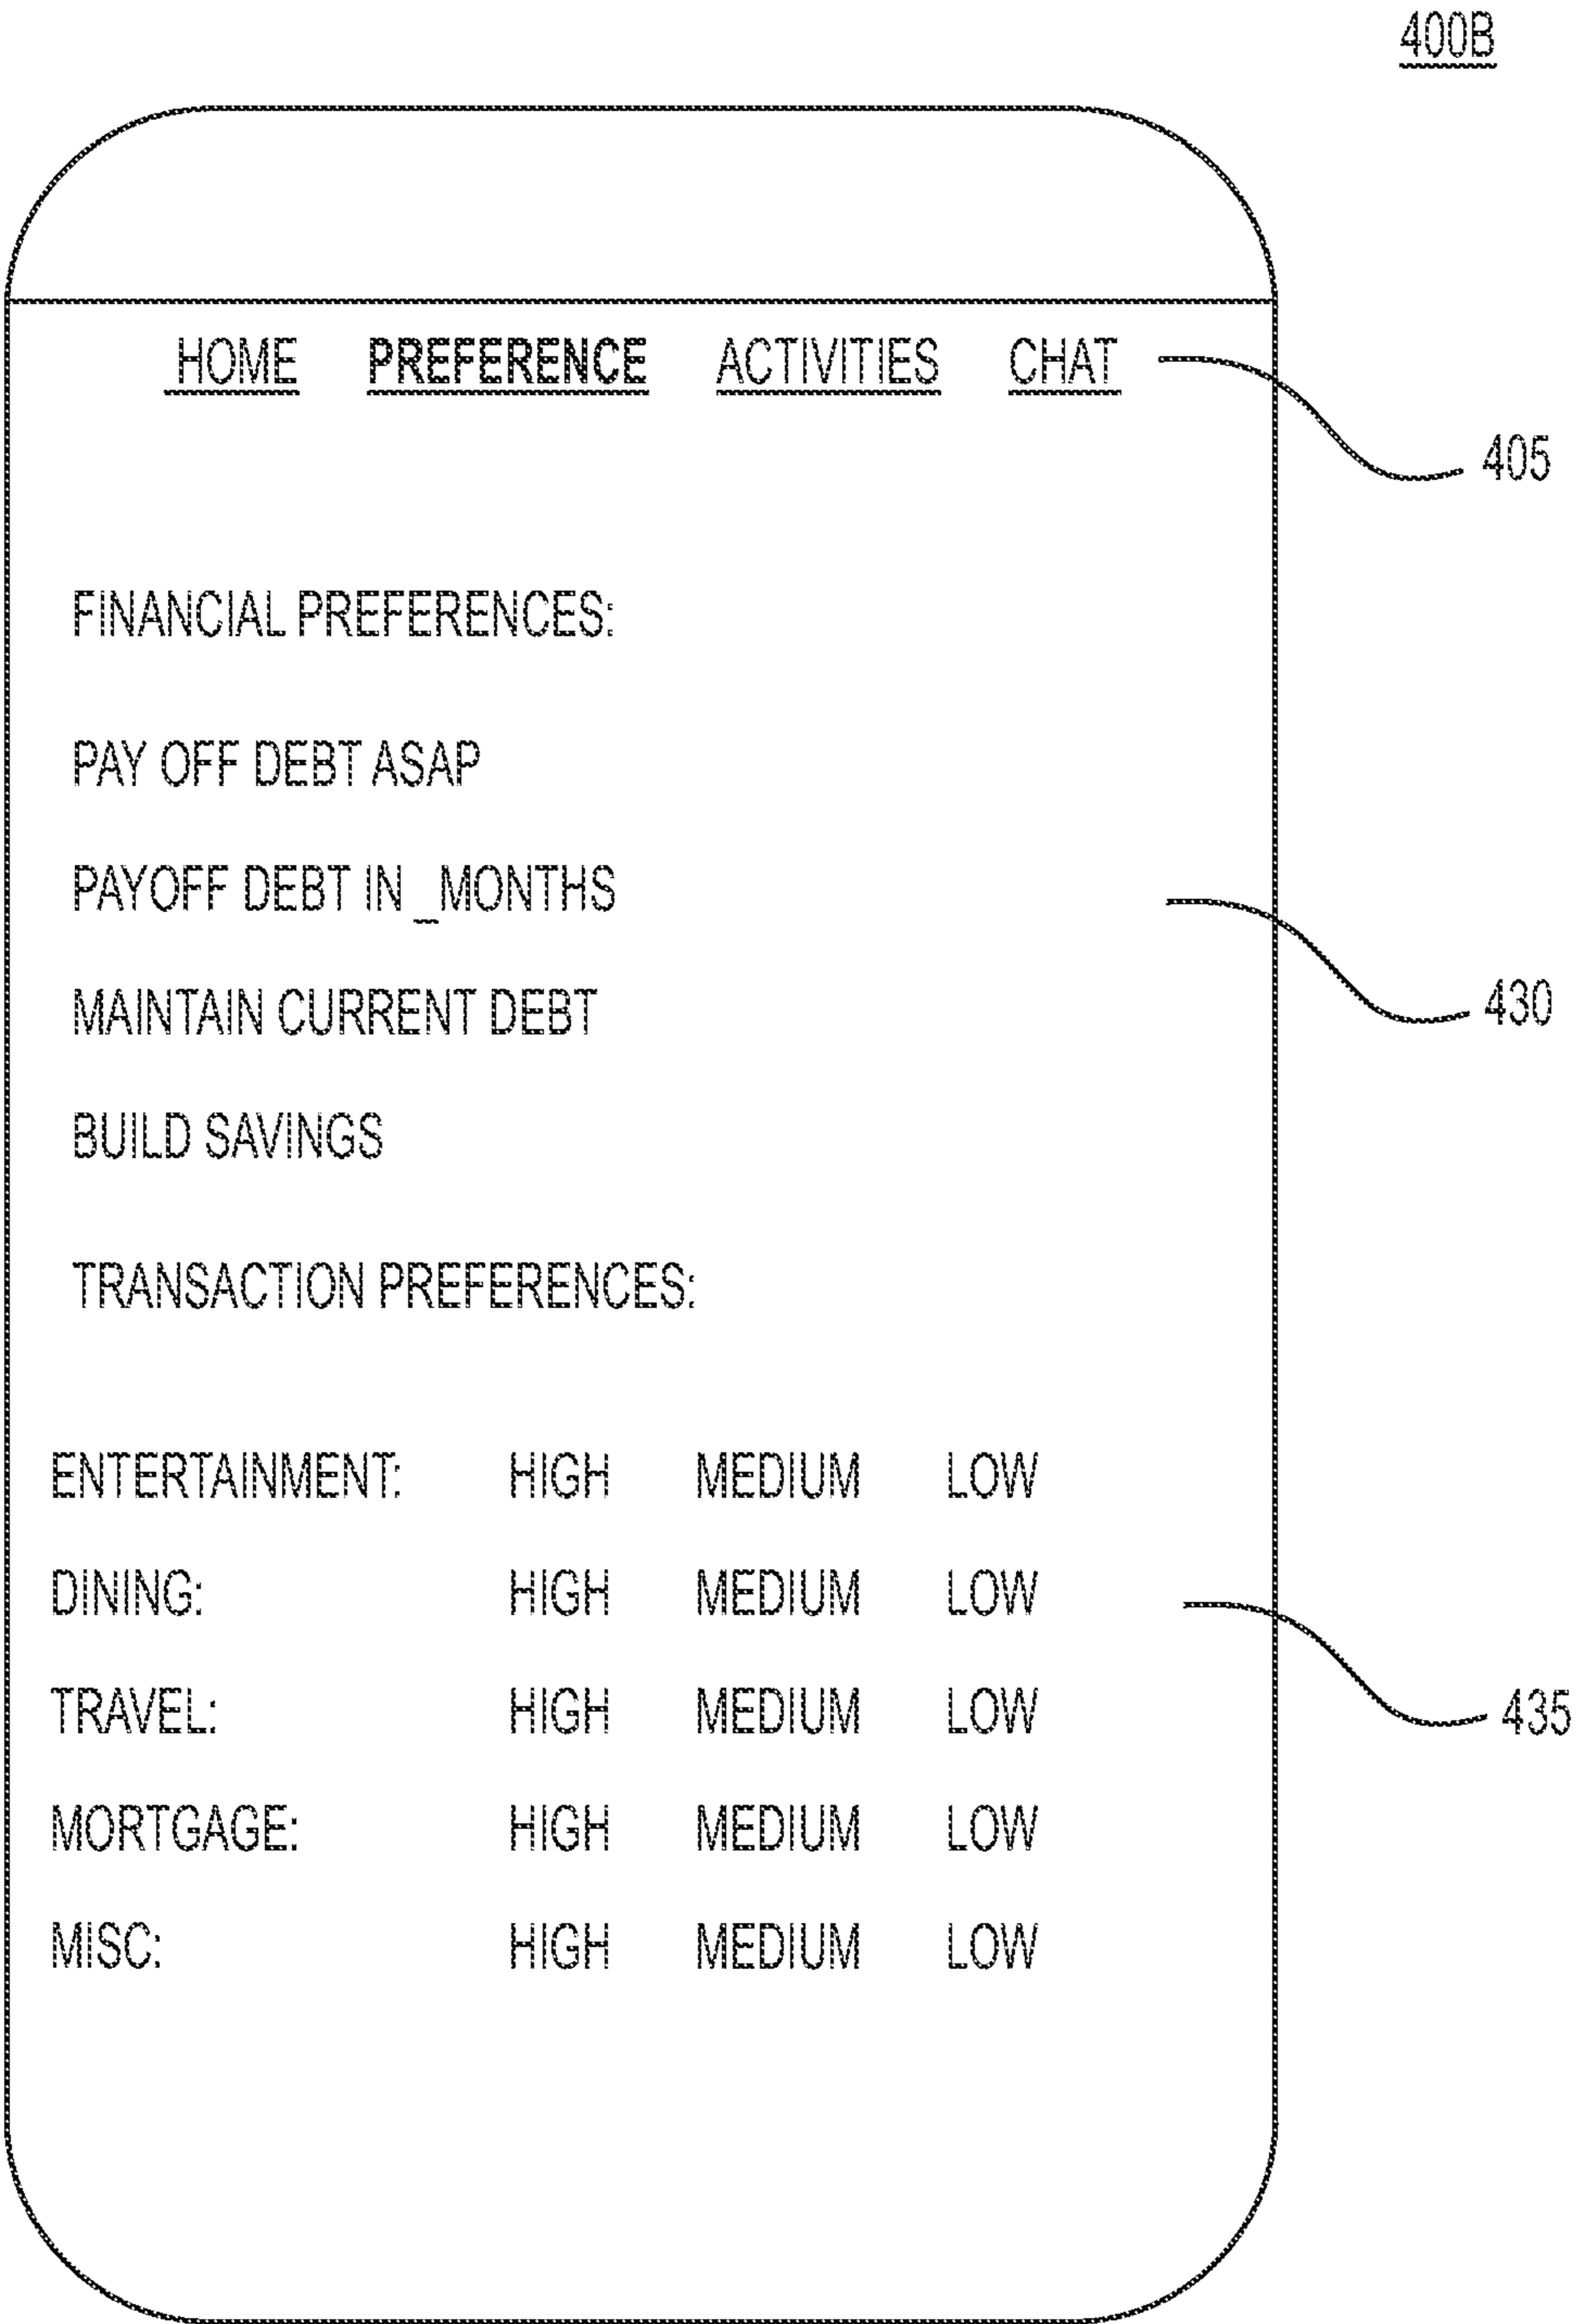 400B
HOME PREFERENCE ACTIVITIES CHAT
405
FINANCIAL PREFERENCES:
PAY OFF DEBT ASAP
PAYOFF DEBT IN _MONTHS
430
MAINTAIN CURRENT DEBT
BUILD SAVINGS
TRANSACTION PREFERENCES:
ENTERTAINMENT: HIGH MEDIUM LOW
DINING: HIGH MEDIUM LOW
435
TRAVEL: HIGH MEDIUM LOW
MORTGAGE: HIGH MEDIUM LOW
MISC: HIGH MEDIUM LOW